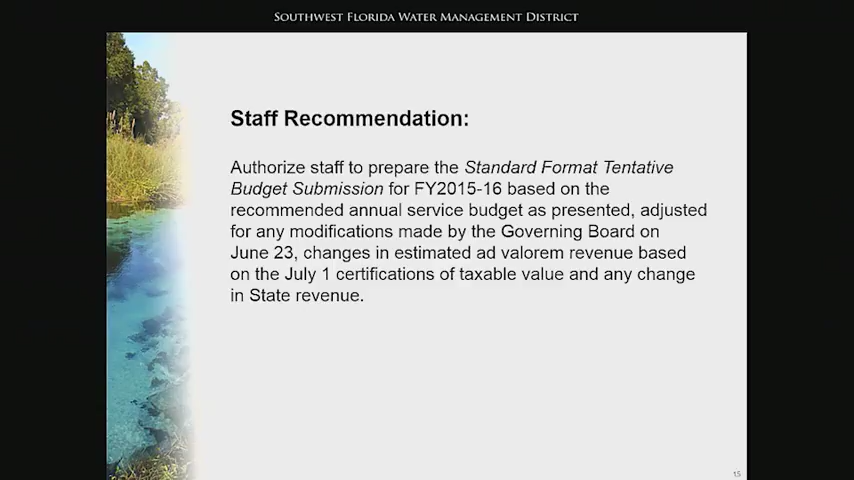 SOUTHWEST FLORIDA WATER MANAGEMENT DISTRICT
Staff Recommendation:
Authorize staff to prepare the Standard Format Tentative
Budget Submission for FY2015-16 based on the
recommended annual service budget as presented, adjusted
for any modifications made by the Governing Board on
June 23, changes in estimated ad valorem revenue based
on the July 1 certifications of taxable value and any change
in State revenue.
15